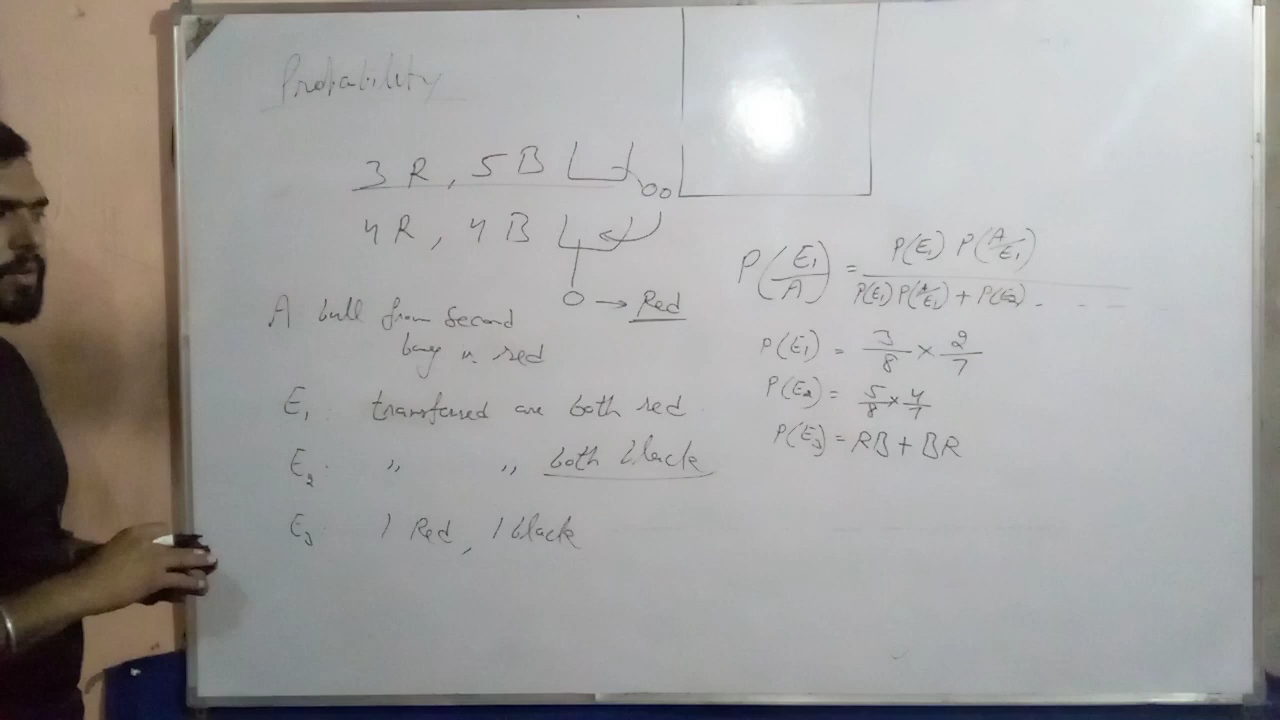 Probability
3 R, 5 B
4 R, 4 B
→ Red
A ball from second
bag is red
E₁ transfered are both red
E₂ " " both black
E₃ 1 Red, 1 black
P(E₁/A) = P(E₁) P(A/E₁) / P(E₁) P(A/E₁) + P(E₂) - - -
P(E₁) = 3/8 × 2/7
P(E₂) = 5/8 × 4/7
P(E₃) = RB + BR